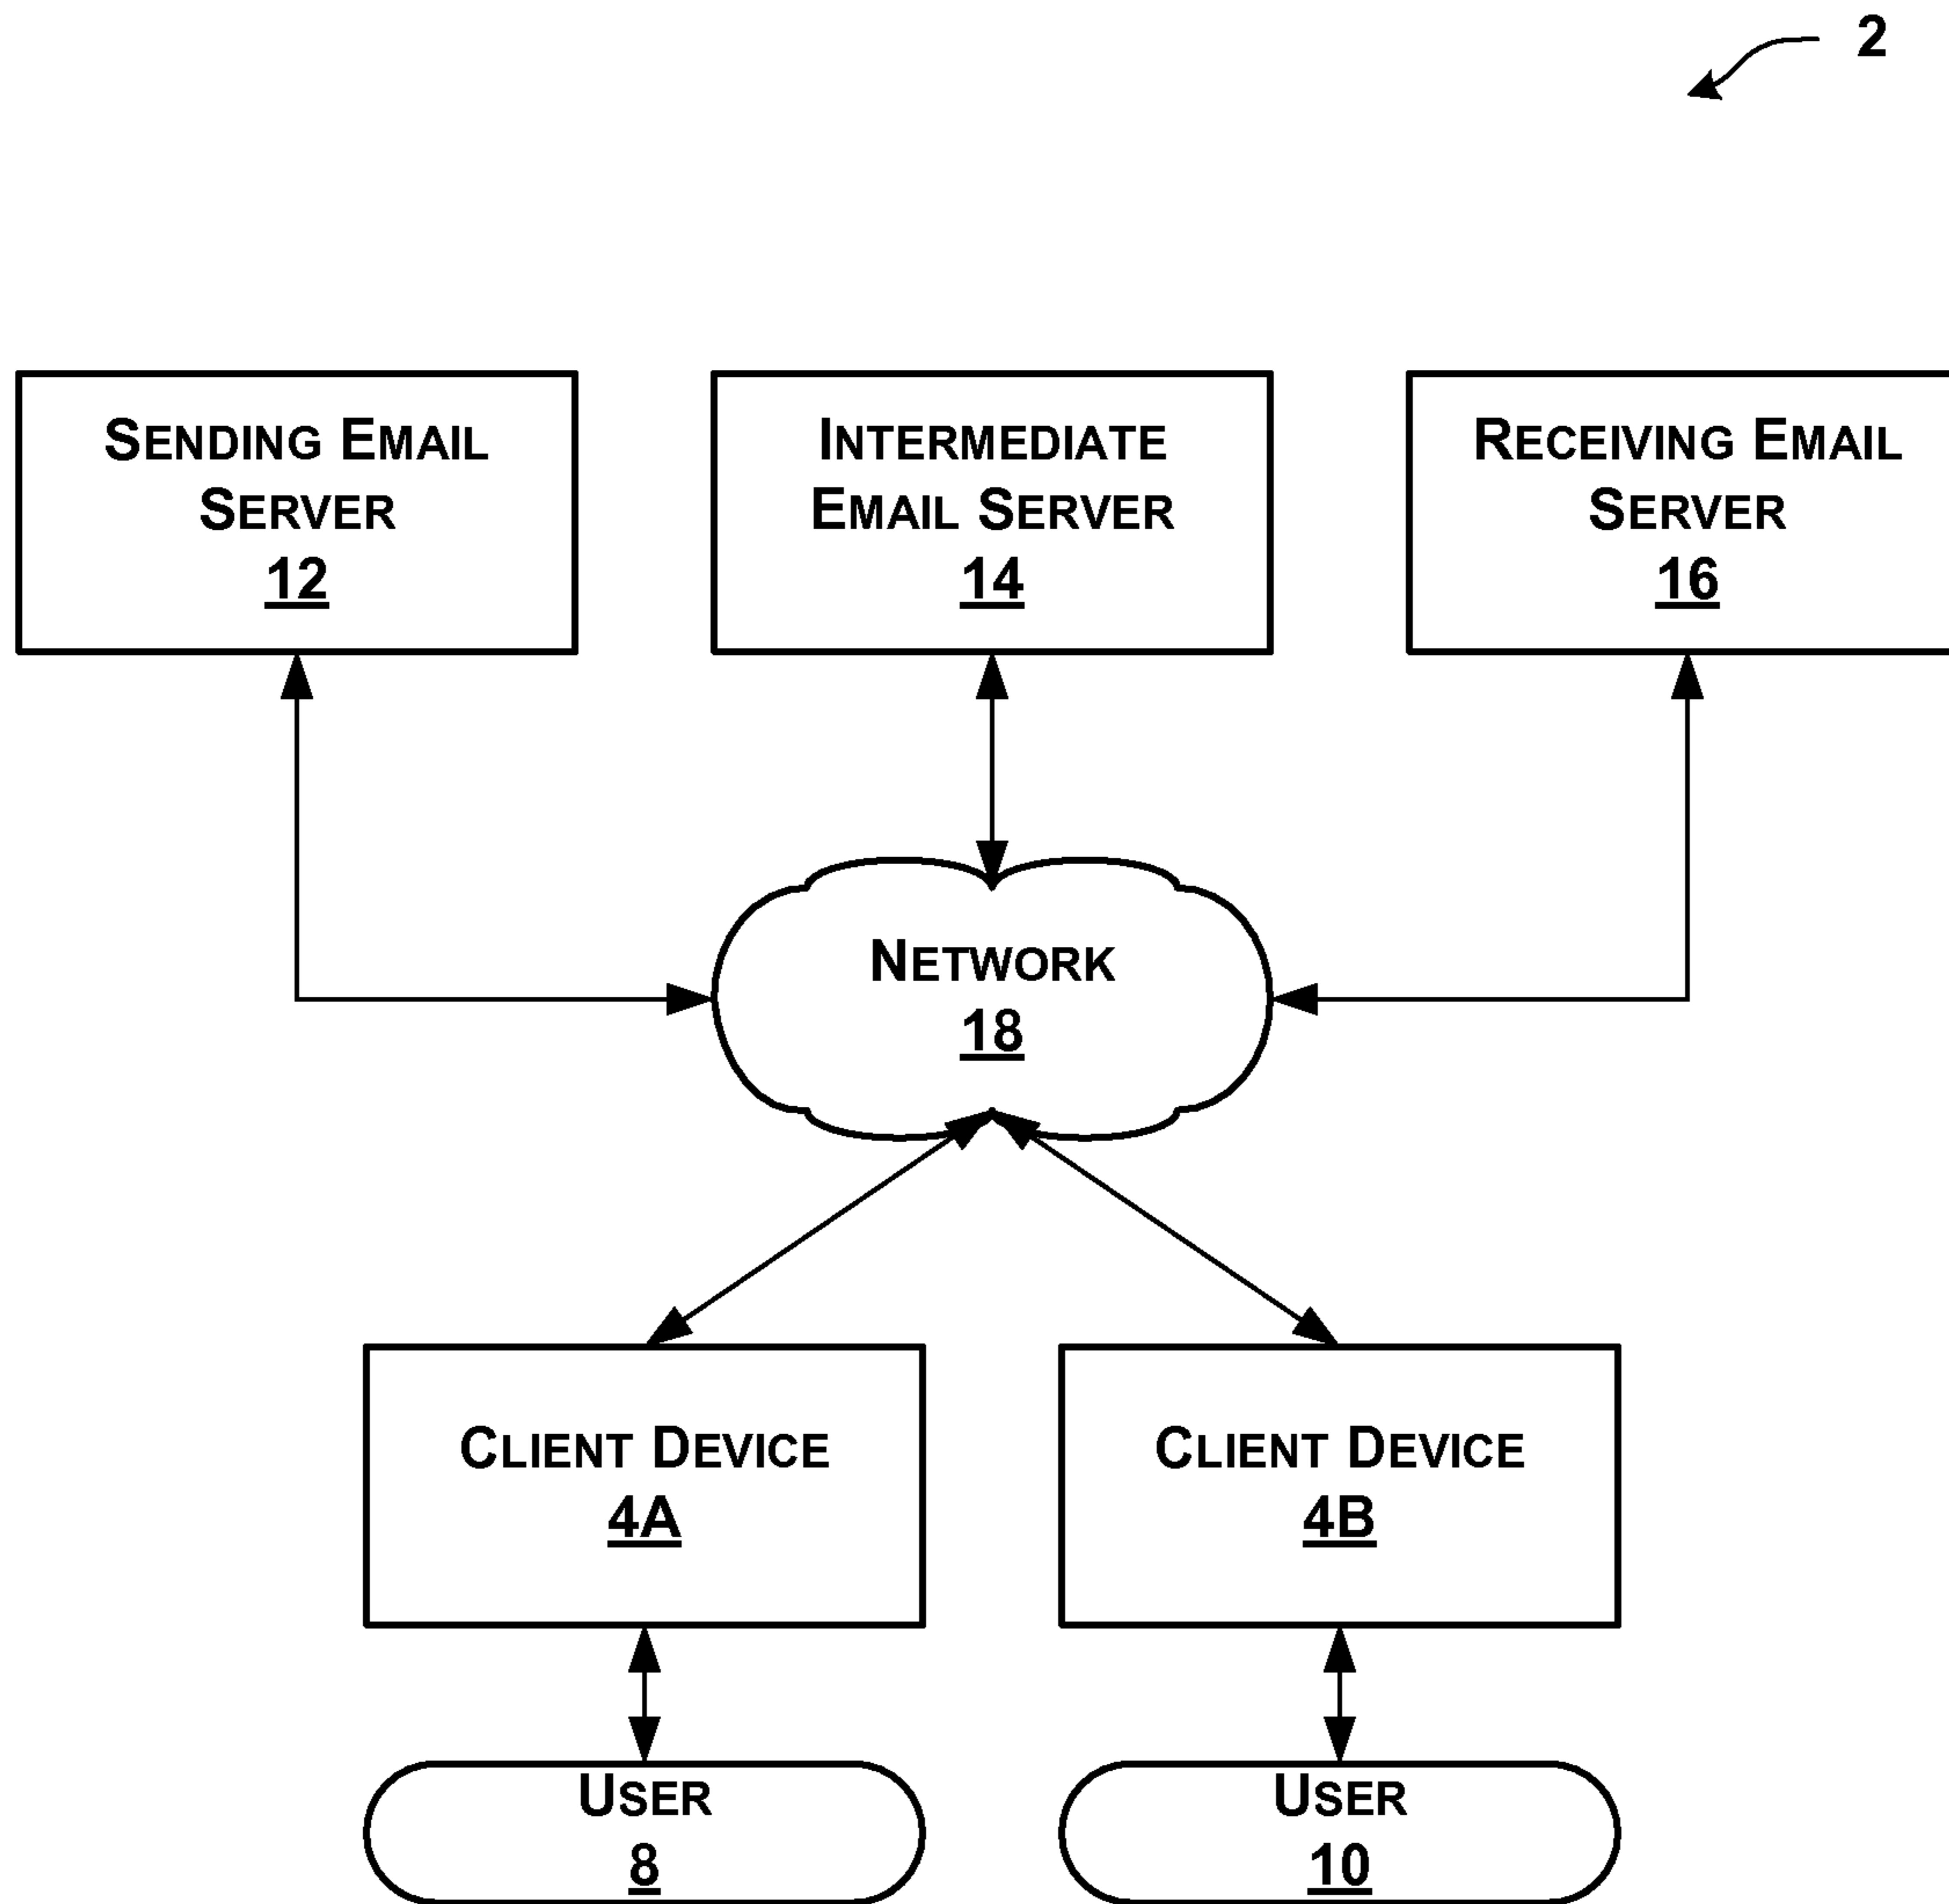 2
SENDING EMAIL
SERVER
12
INTERMEDIATE
EMAIL SERVER
14
RECEIVING EMAIL
SERVER
16
NETWORK
18
CLIENT DEVICE
4A
CLIENT DEVICE
4B
USER
8
USER
10